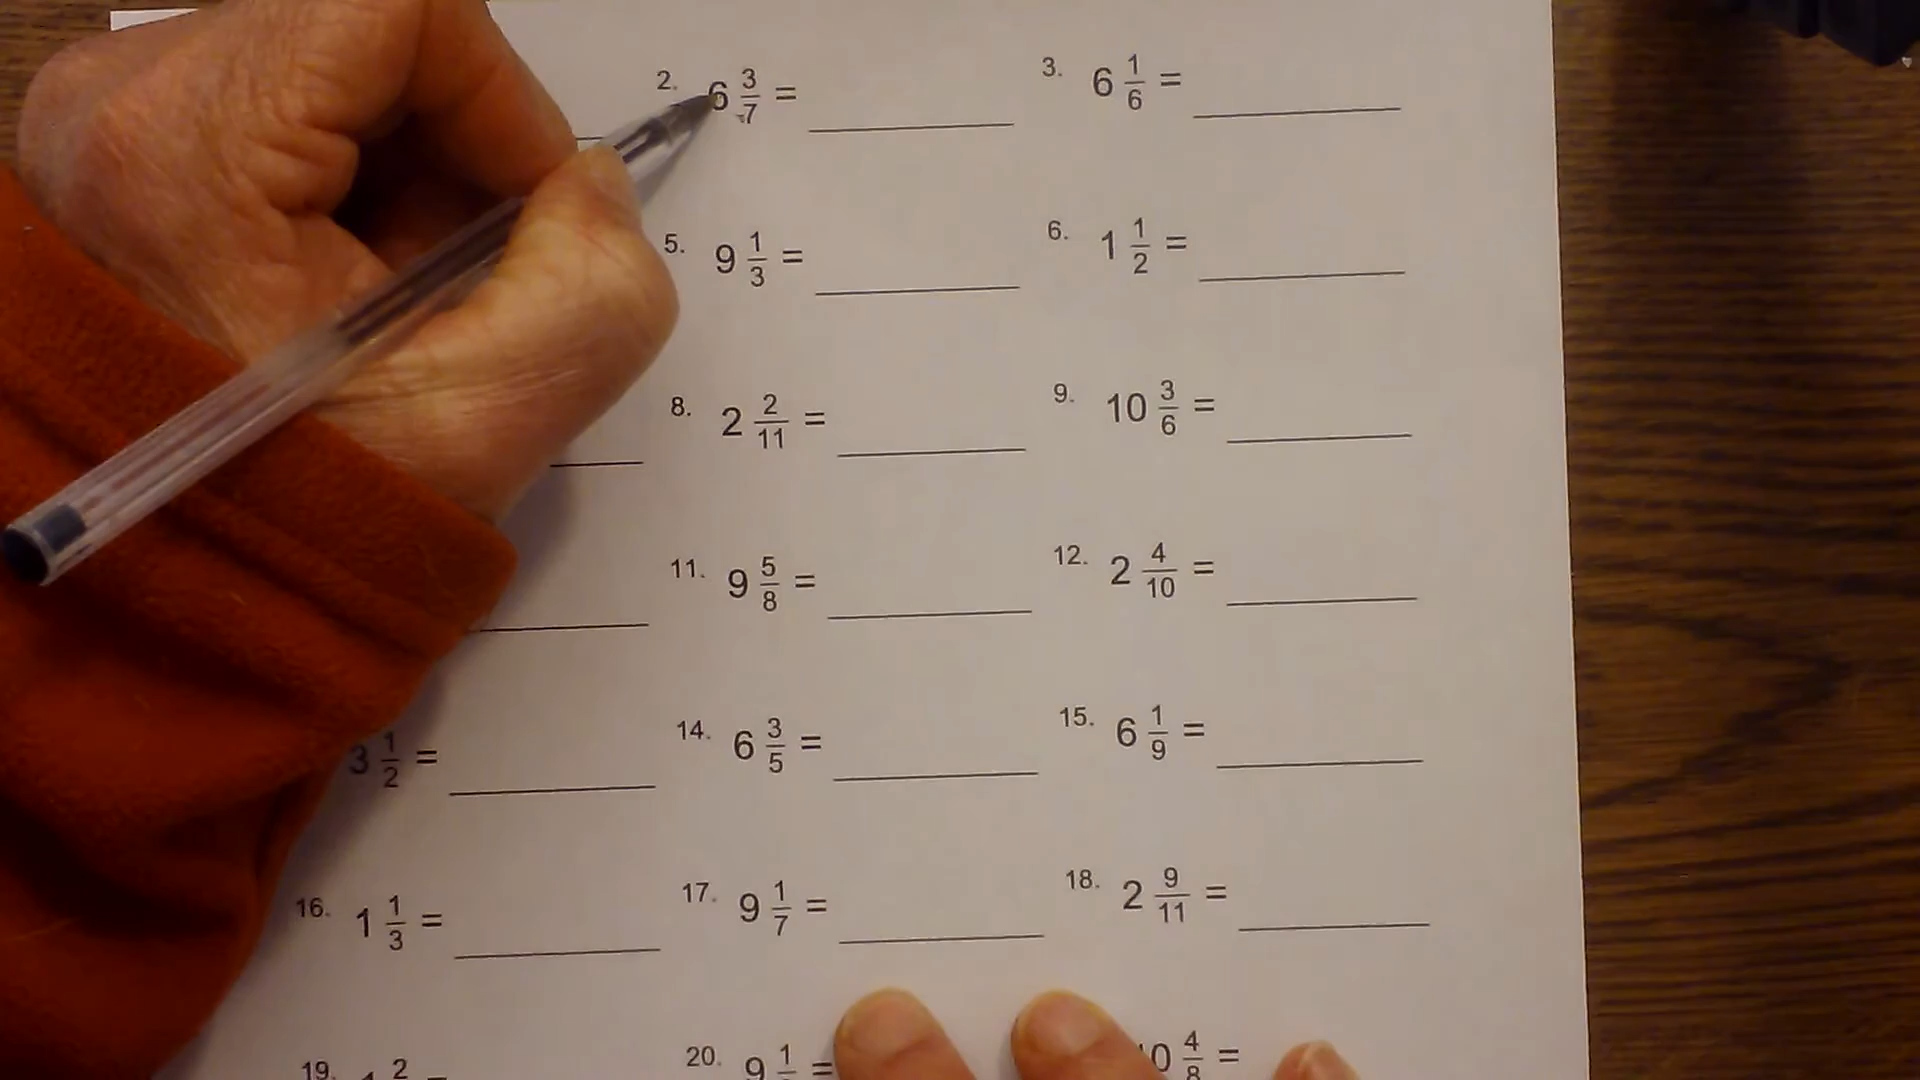 2. 6 3/7 = 3. 6 1/6 =
5. 9 1/3 = 6. 1 1/2 =
8. 2 2/11 = 9. 10 3/6 =
11. 9 5/8 = 12. 2 4/10 =
3 1/2 = 14. 6 3/5 = 15. 6 1/9 =
16. 1 1/3 = 17. 9 1/7 = 18. 2 9/11 =
19. 20. 9 = 4/8 =